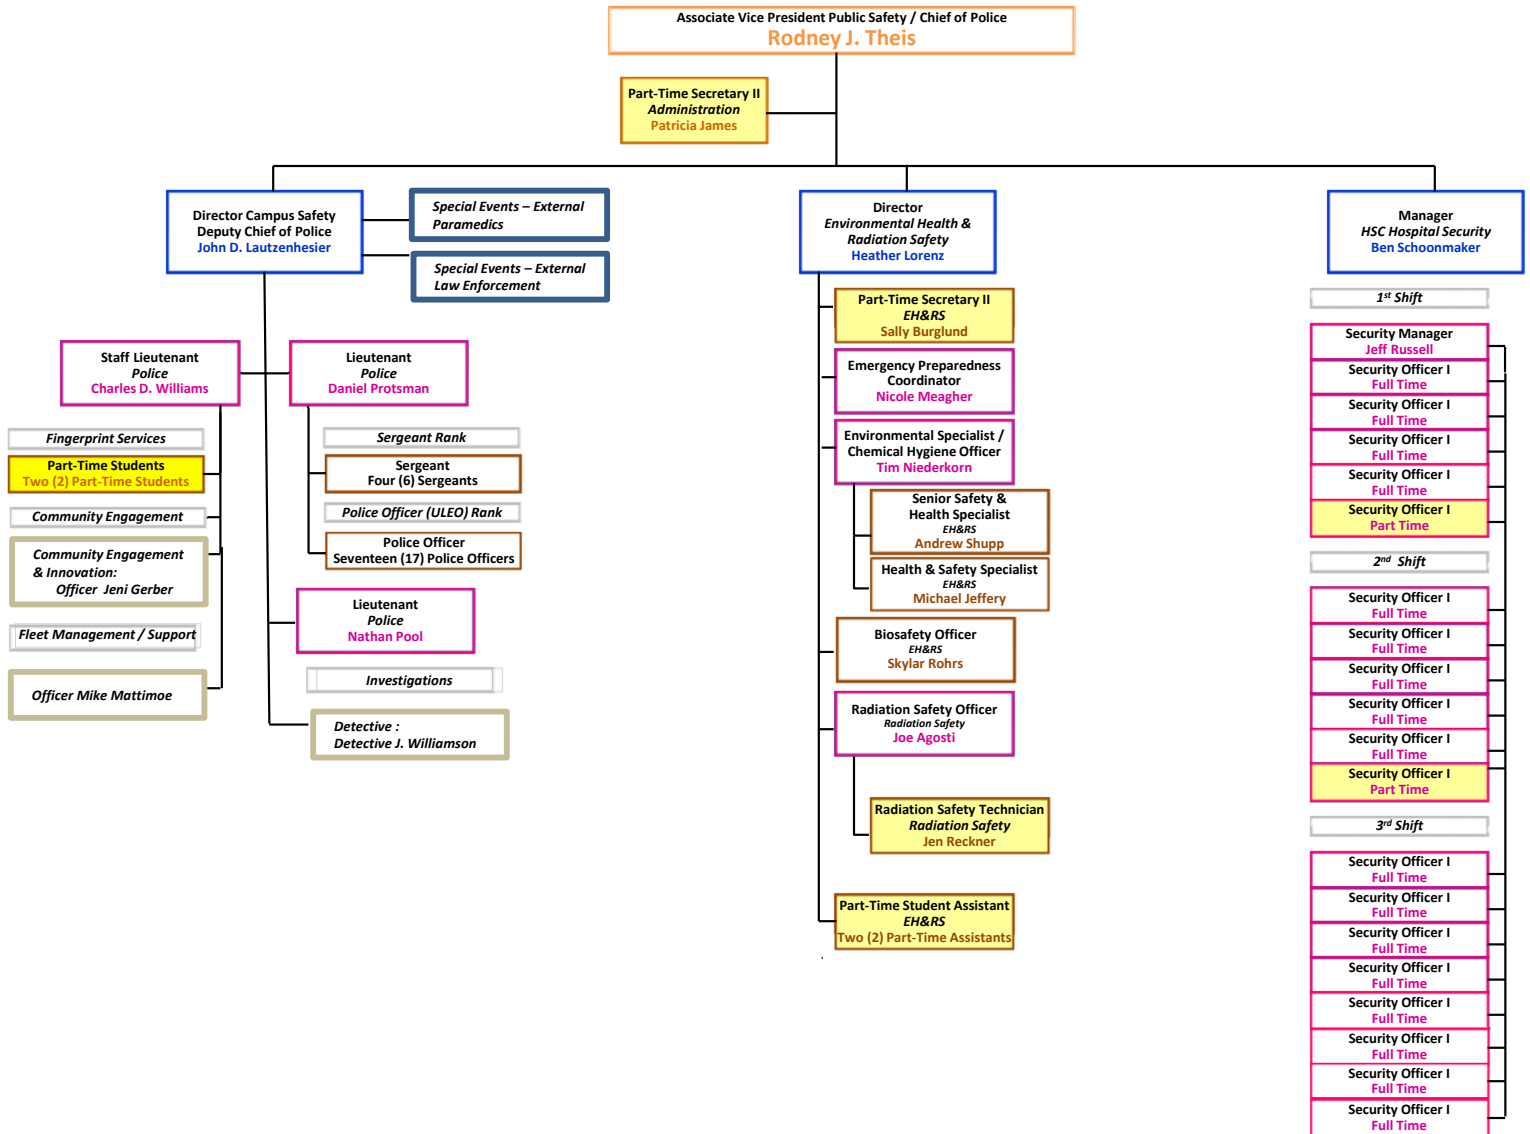 Associate Vice President Public Safety / Chief of Police
Rodney J. Theis
Part-Time Secretary II
Administration
Patricia James
Director Campus Safety
Deputy Chief of Police
John D. Lautzenhesier
Special Events – External
Paramedics
Special Events – External
Law Enforcement
Staff Lieutenant
Police
Charles D. Williams
Lieutenant
Police
Daniel Protsman
Fingerprint Services
Part-Time Students
Two (2) Part-Time Students
Community Engagement
Community Engagement
& Innovation:
Officer Jeni Gerber
Fleet Management / Support
Officer Mike Mattimoe
Sergeant Rank
Sergeant
Four (6) Sergeants
Police Officer (ULEO) Rank
Police Officer
Seventeen (17) Police Officers
Lieutenant
Police
Nathan Pool
Investigations
Detective :
Detective J. Williamson
Director
Environmental Health &
Radiation Safety
Heather Lorenz
Part-Time Secretary II
EH&RS
Sally Burglund
Emergency Preparedness
Coordinator
Nicole Meagher
Environmental Specialist /
Chemical Hygiene Officer
Tim Niederkorn
Senior Safety &
Health Specialist
EH&RS
Andrew Shupp
Health & Safety Specialist
EH&RS
Michael Jeffery
Biosafety Officer
EH&RS
Skylar Rohrs
Radiation Safety Officer
Radiation Safety
Joe Agosti
Radiation Safety Technician
Radiation Safety
Jen Reckner
Part-Time Student Assistant
EH&RS
Two (2) Part-Time Assistants
.
Manager
HSC Hospital Security
Ben Schoonmaker
1st Shift
Security Manager
Jeff Russell
Security Officer I
Full Time
Security Officer I
Full Time
Security Officer I
Full Time
Security Officer I
Full Time
Security Officer I
Part Time
2nd Shift
Security Officer I
Full Time
Security Officer I
Full Time
Security Officer I
Full Time
Security Officer I
Full Time
Security Officer I
Full Time
Security Officer I
Part Time
3rd Shift
Security Officer I
Full Time
Security Officer I
Full Time
Security Officer I
Full Time
Security Officer I
Full Time
Security Officer I
Full Time
Security Officer I
Full Time
Security Officer I
Full Time
Security Officer I
Full Time